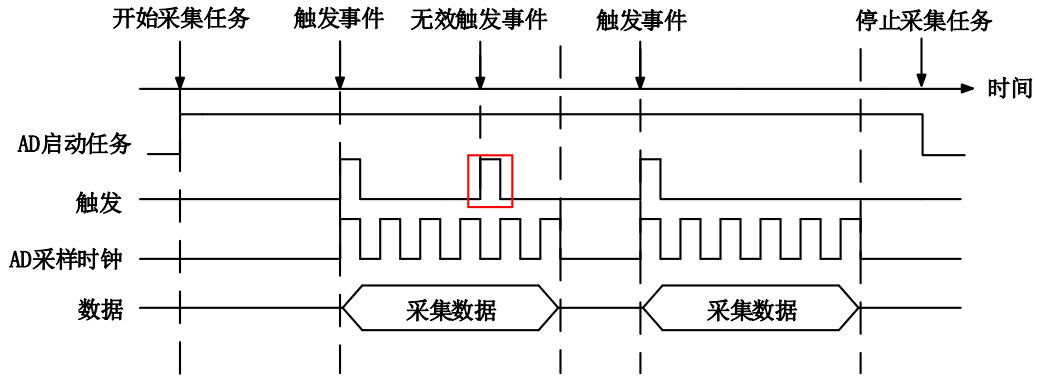 开始采集任务
触发事件
无效触发事件
触发事件
停止采集任务
时间
AD启动任务
触发
AD采样时钟
数据
采集数据
采集数据